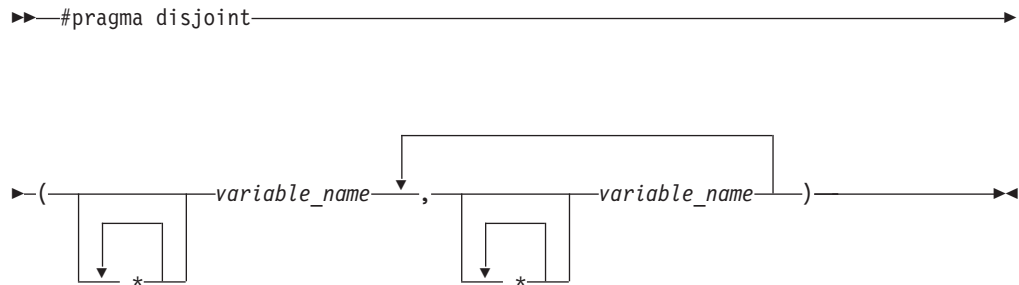 #pragma disjoint
( variable_name , variable_name )
* *